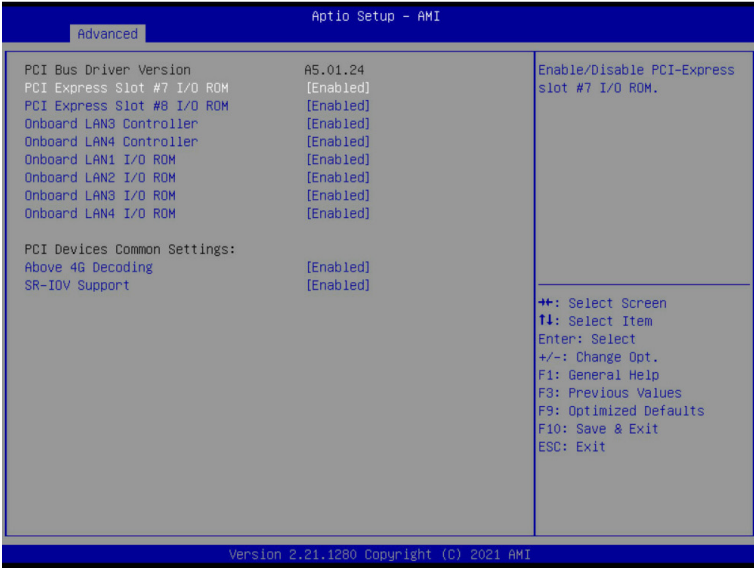 Aptio Setup – AMI
Advanced
PCI Bus Driver Version A5.01.24
PCI Express Slot #7 I/O ROM [Enabled]
PCI Express Slot #8 I/O ROM [Enabled]
Onboard LAN3 Controller [Enabled]
Onboard LAN4 Controller [Enabled]
Onboard LAN1 I/O ROM [Enabled]
Onboard LAN2 I/O ROM [Enabled]
Onboard LAN3 I/O ROM [Enabled]
Onboard LAN4 I/O ROM [Enabled]
PCI Devices Common Settings:
Above 4G Decoding [Enabled]
SR-IOV Support [Enabled]
Enable/Disable PCI-Express
slot #7 I/O ROM.
→←: Select Screen
↑↓: Select Item
Enter: Select
+/-: Change Opt.
F1: General Help
F3: Previous Values
F9: Optimized Defaults
F10: Save & Exit
ESC: Exit
Version 2.21.1280 Copyright (C) 2021 AMI